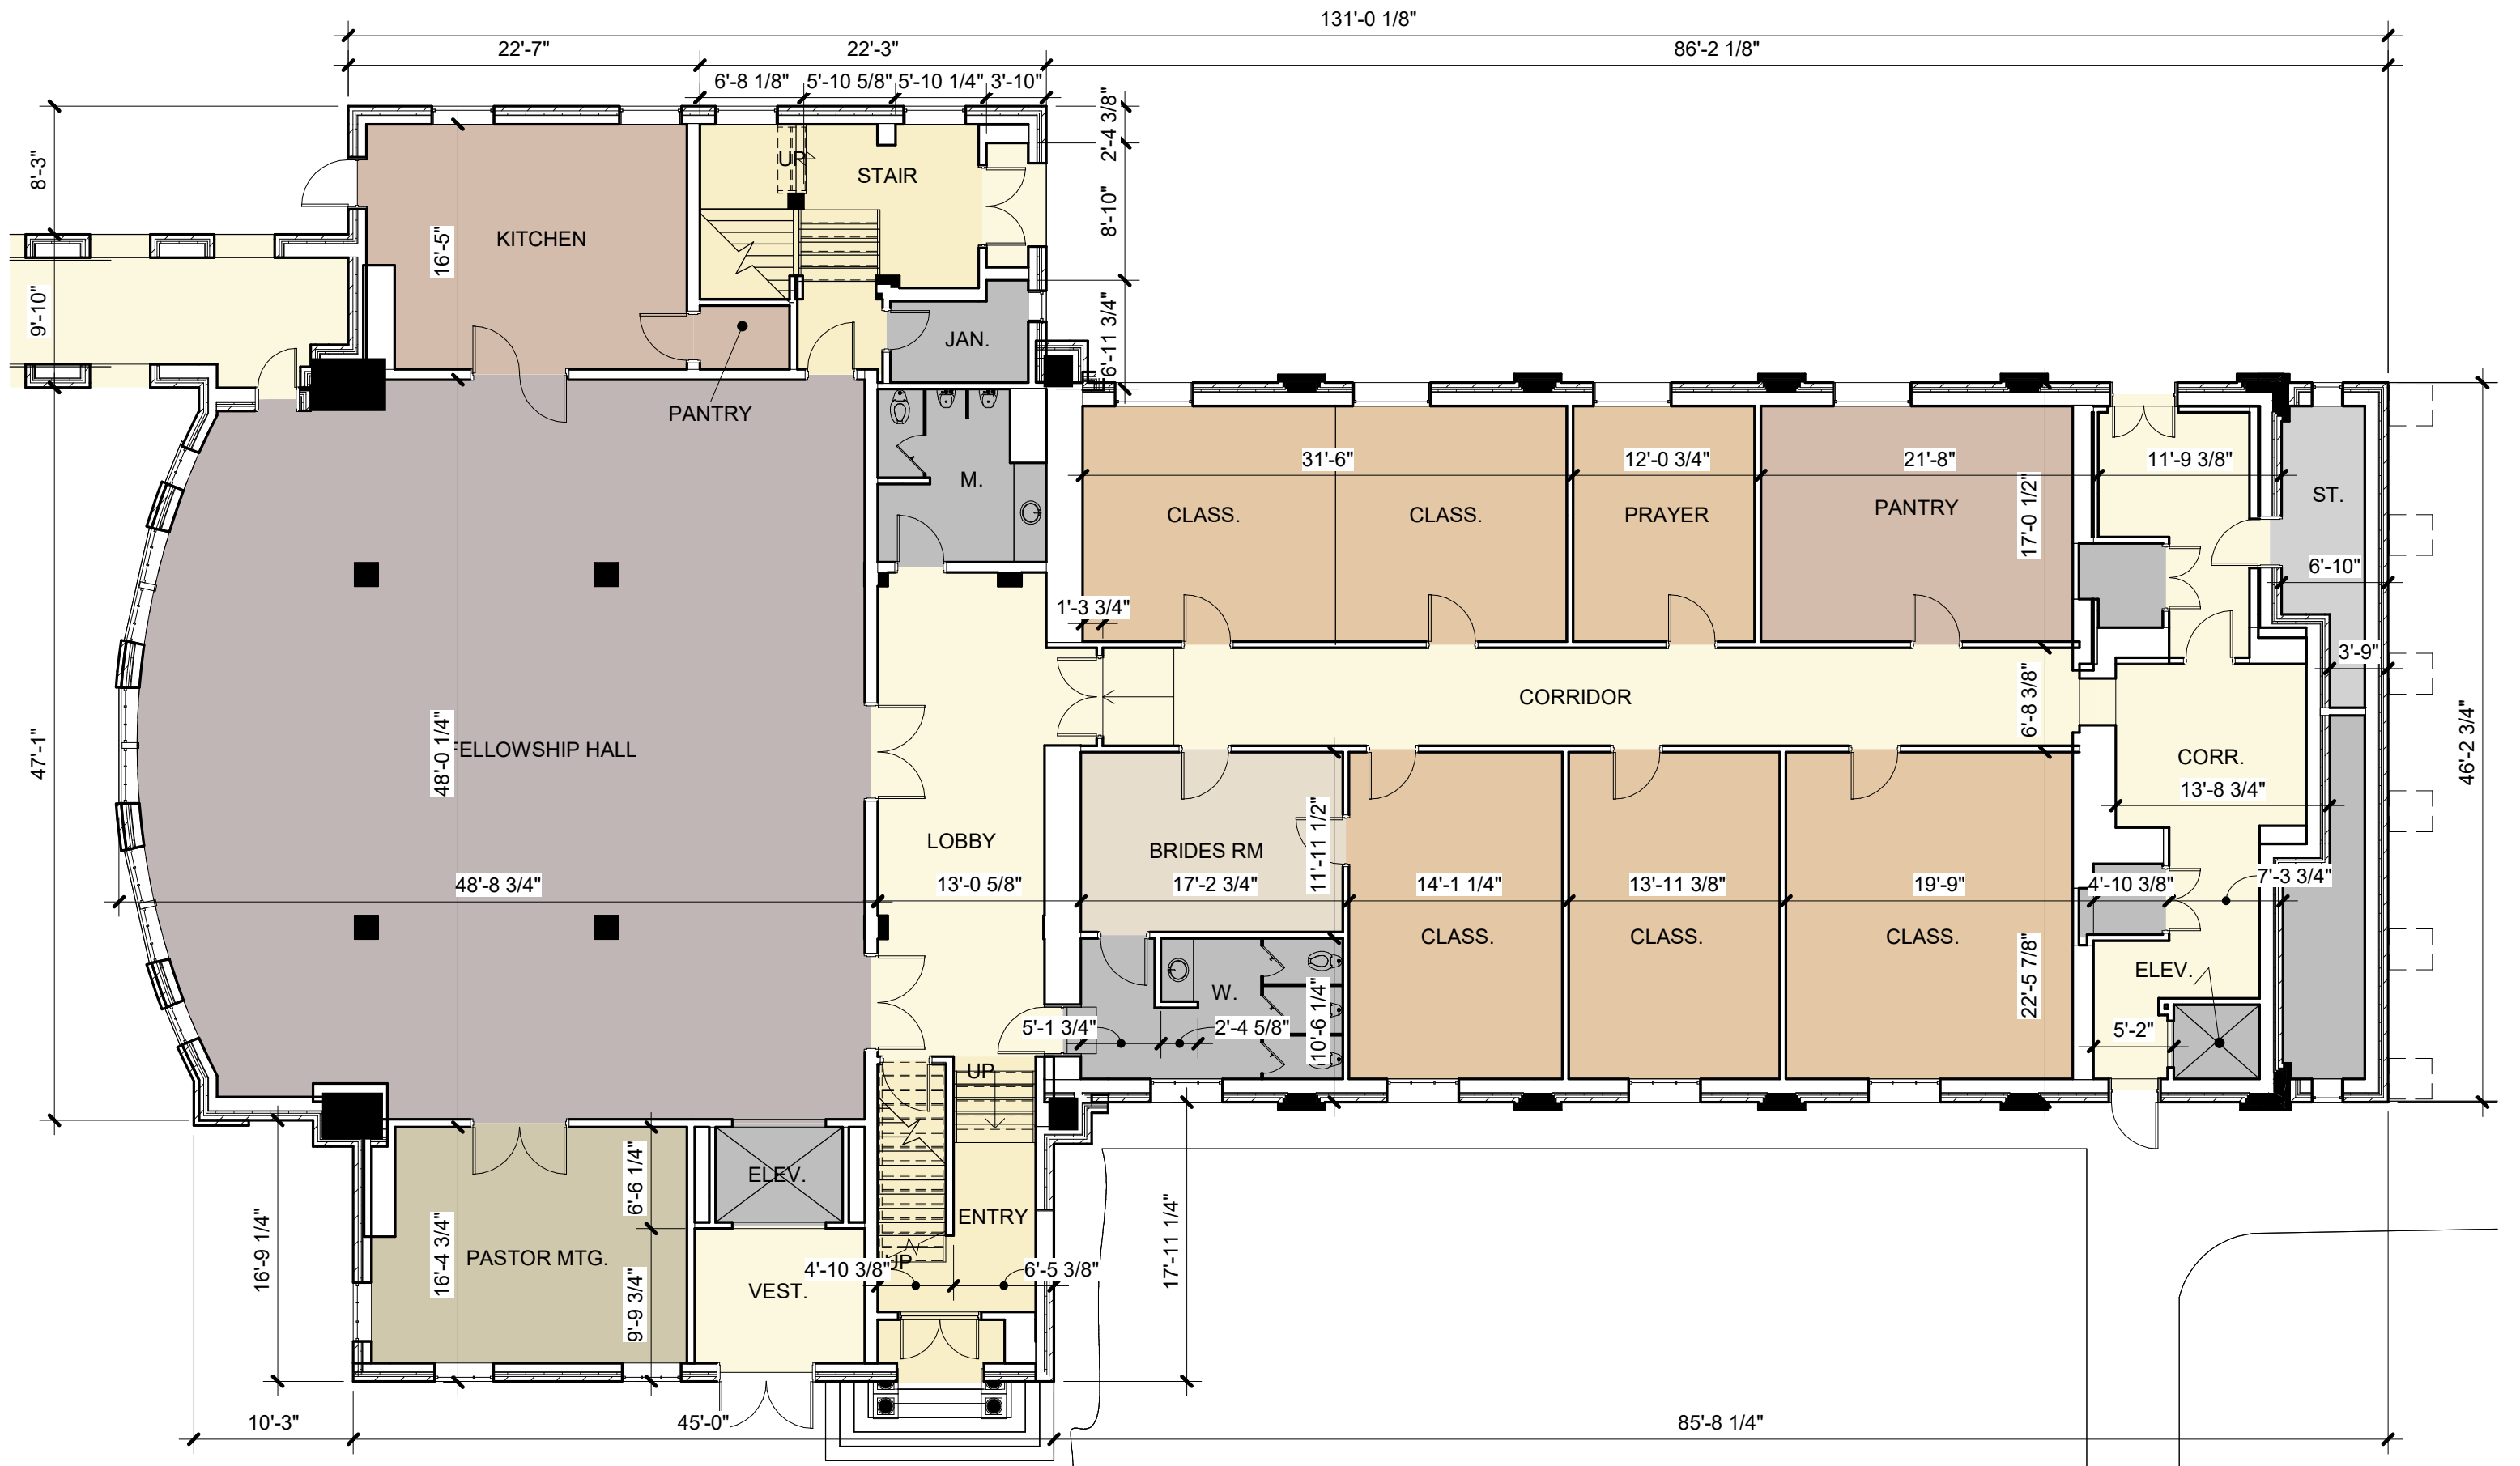 131'-0 1/8"
22'-7"
22'-3"
86'-2 1/8"
6'-8 1/8"
5'-10 5/8"
5'-10 1/4"
3'-10"
2'-4 3/8"
8'-3"
UP
STAIR
8'-10"
KITCHEN
16'-5"
9'-10"
JAN.
6'-11 3/4"
PANTRY
31'-6"
12'-0 3/4"
21'-8"
11'-9 3/8"
M.
ST.
CLASS.
CLASS.
PRAYER
PANTRY
17'-0 1/2"
6'-10"
1'-3 3/4"
3'-9"
CORRIDOR
6'-8 3/8"
47'-1"
48'-0 1/4"
FELLOWSHIP HALL
CORR.
46'-2 3/4"
13'-8 3/4"
LOBBY
BRIDES RM
11'-11 1/2"
48'-8 3/4"
13'-0 5/8"
17'-2 3/4"
14'-1 1/4"
13'-11 3/8"
19'-9"
4'-10 3/8"
7'-3 3/4"
CLASS.
CLASS.
CLASS.
22'-5 7/8"
ELEV.
W.
10'-6 1/4"
5'-1 3/4"
2'-4 5/8"
5'-2"
UP
ELEV.
6'-6 1/4"
ENTRY
16'-9 1/4"
16'-4 3/4"
PASTOR MTG.
17'-11 1/4"
UP
4'-10 3/8"
6'-5 3/8"
VEST.
9'-9 3/4"
10'-3"
45'-0"
85'-8 1/4"